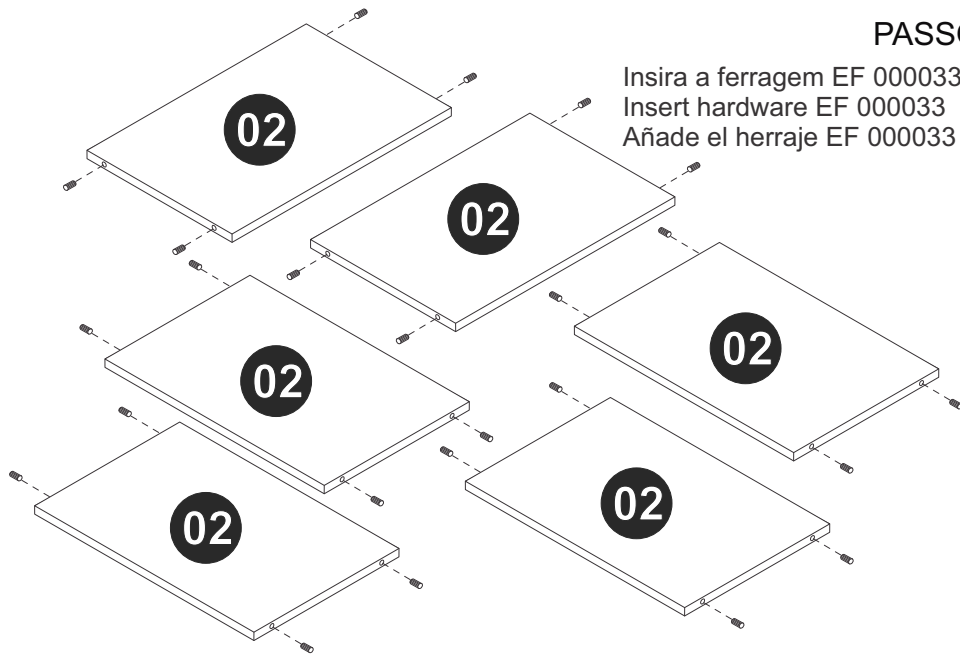 PASSO
Insira a ferragem EF 000033
Insert hardware EF 000033
Añade el herraje EF 000033
02
02
02
02
02
02